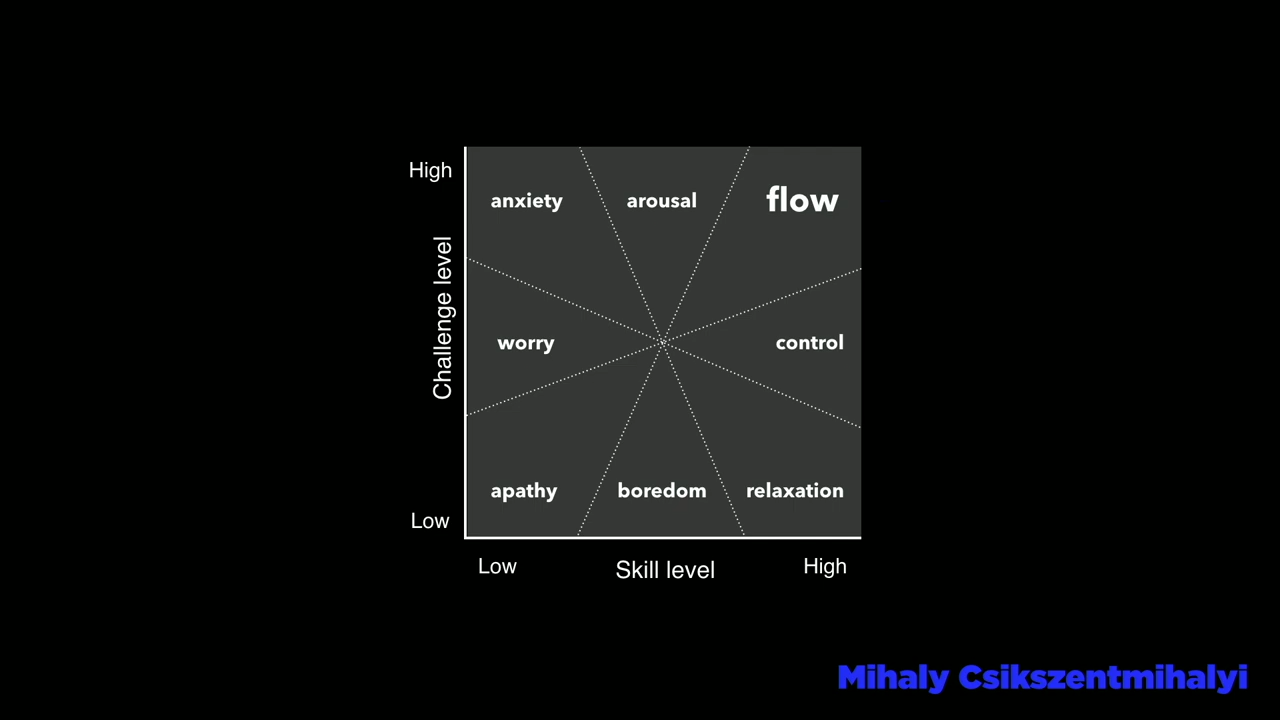 High
anxiety
arousal
flow
Challenge level
worry
control
apathy
boredom
relaxation
Low
Low
Skill level
High
Mihaly Csikszentmihalyi